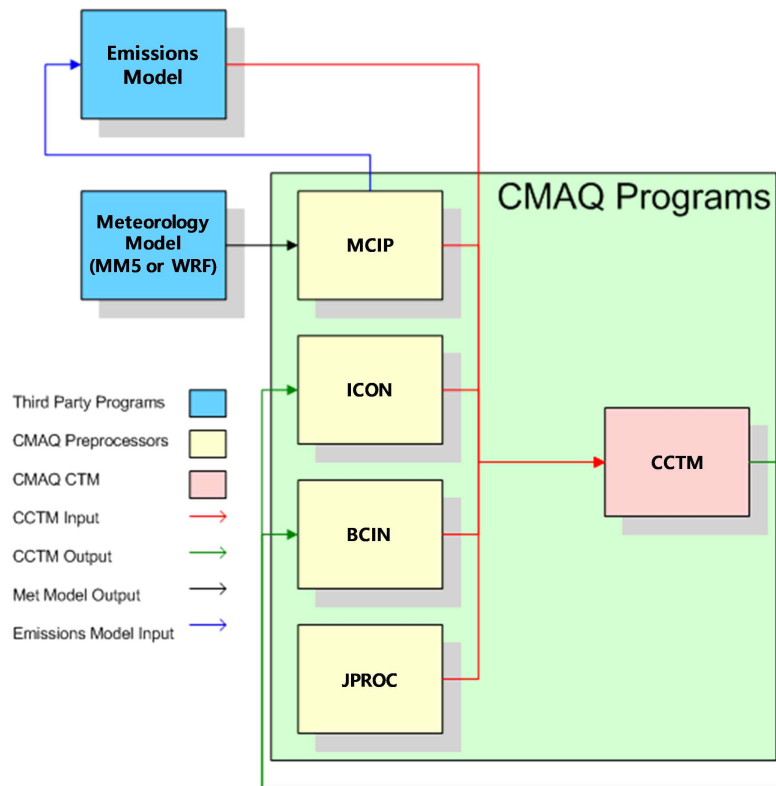 Emissions
Model
CMAQ Programs
Meteorology
Model
(MM5 or WRF)
MCIP
ICON
Third Party Programs
CMAQ Preprocessors
CMAQ CTM
CCTM Input
CCTM Output
Met Model Output
Emissions Model Input
CCTM
BCIN
JPROC